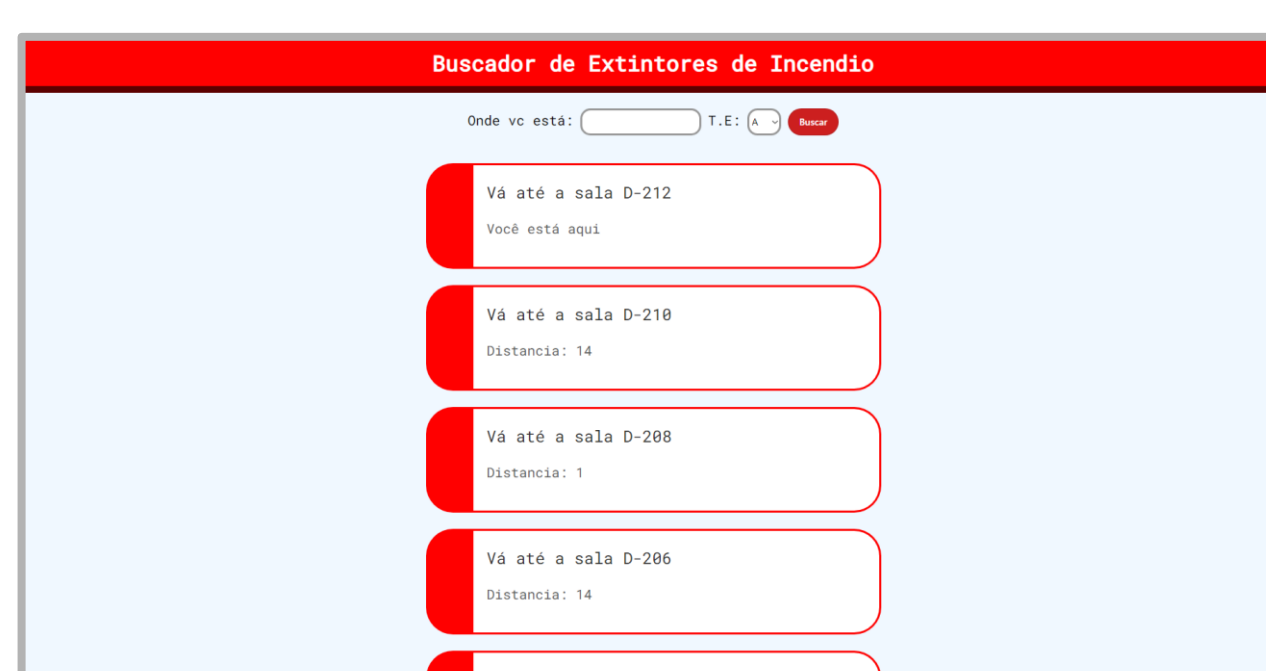 Buscador de Extintores de Incendio
Onde vc está: T.E: A Buscar
Vá até a sala D-212
Você está aqui
Vá até a sala D-210
Distancia: 14
Vá até a sala D-208
Distancia: 1
Vá até a sala D-206
Distancia: 14